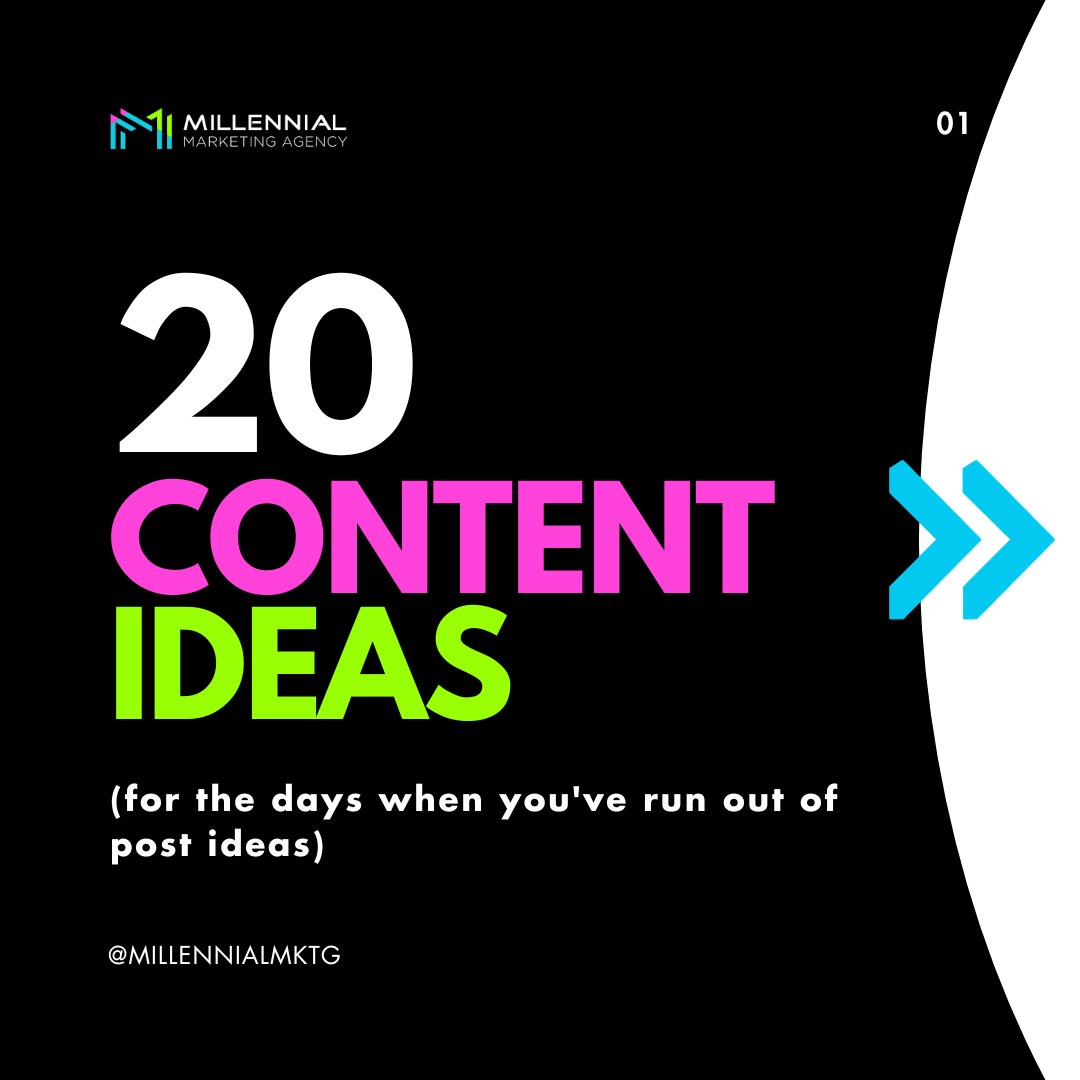 MILLENNIAL
MARKETING AGENCY
01
20
CONTENT
IDEAS
(for the days when you've run out of
post ideas)
@MILLENNIALMKTG